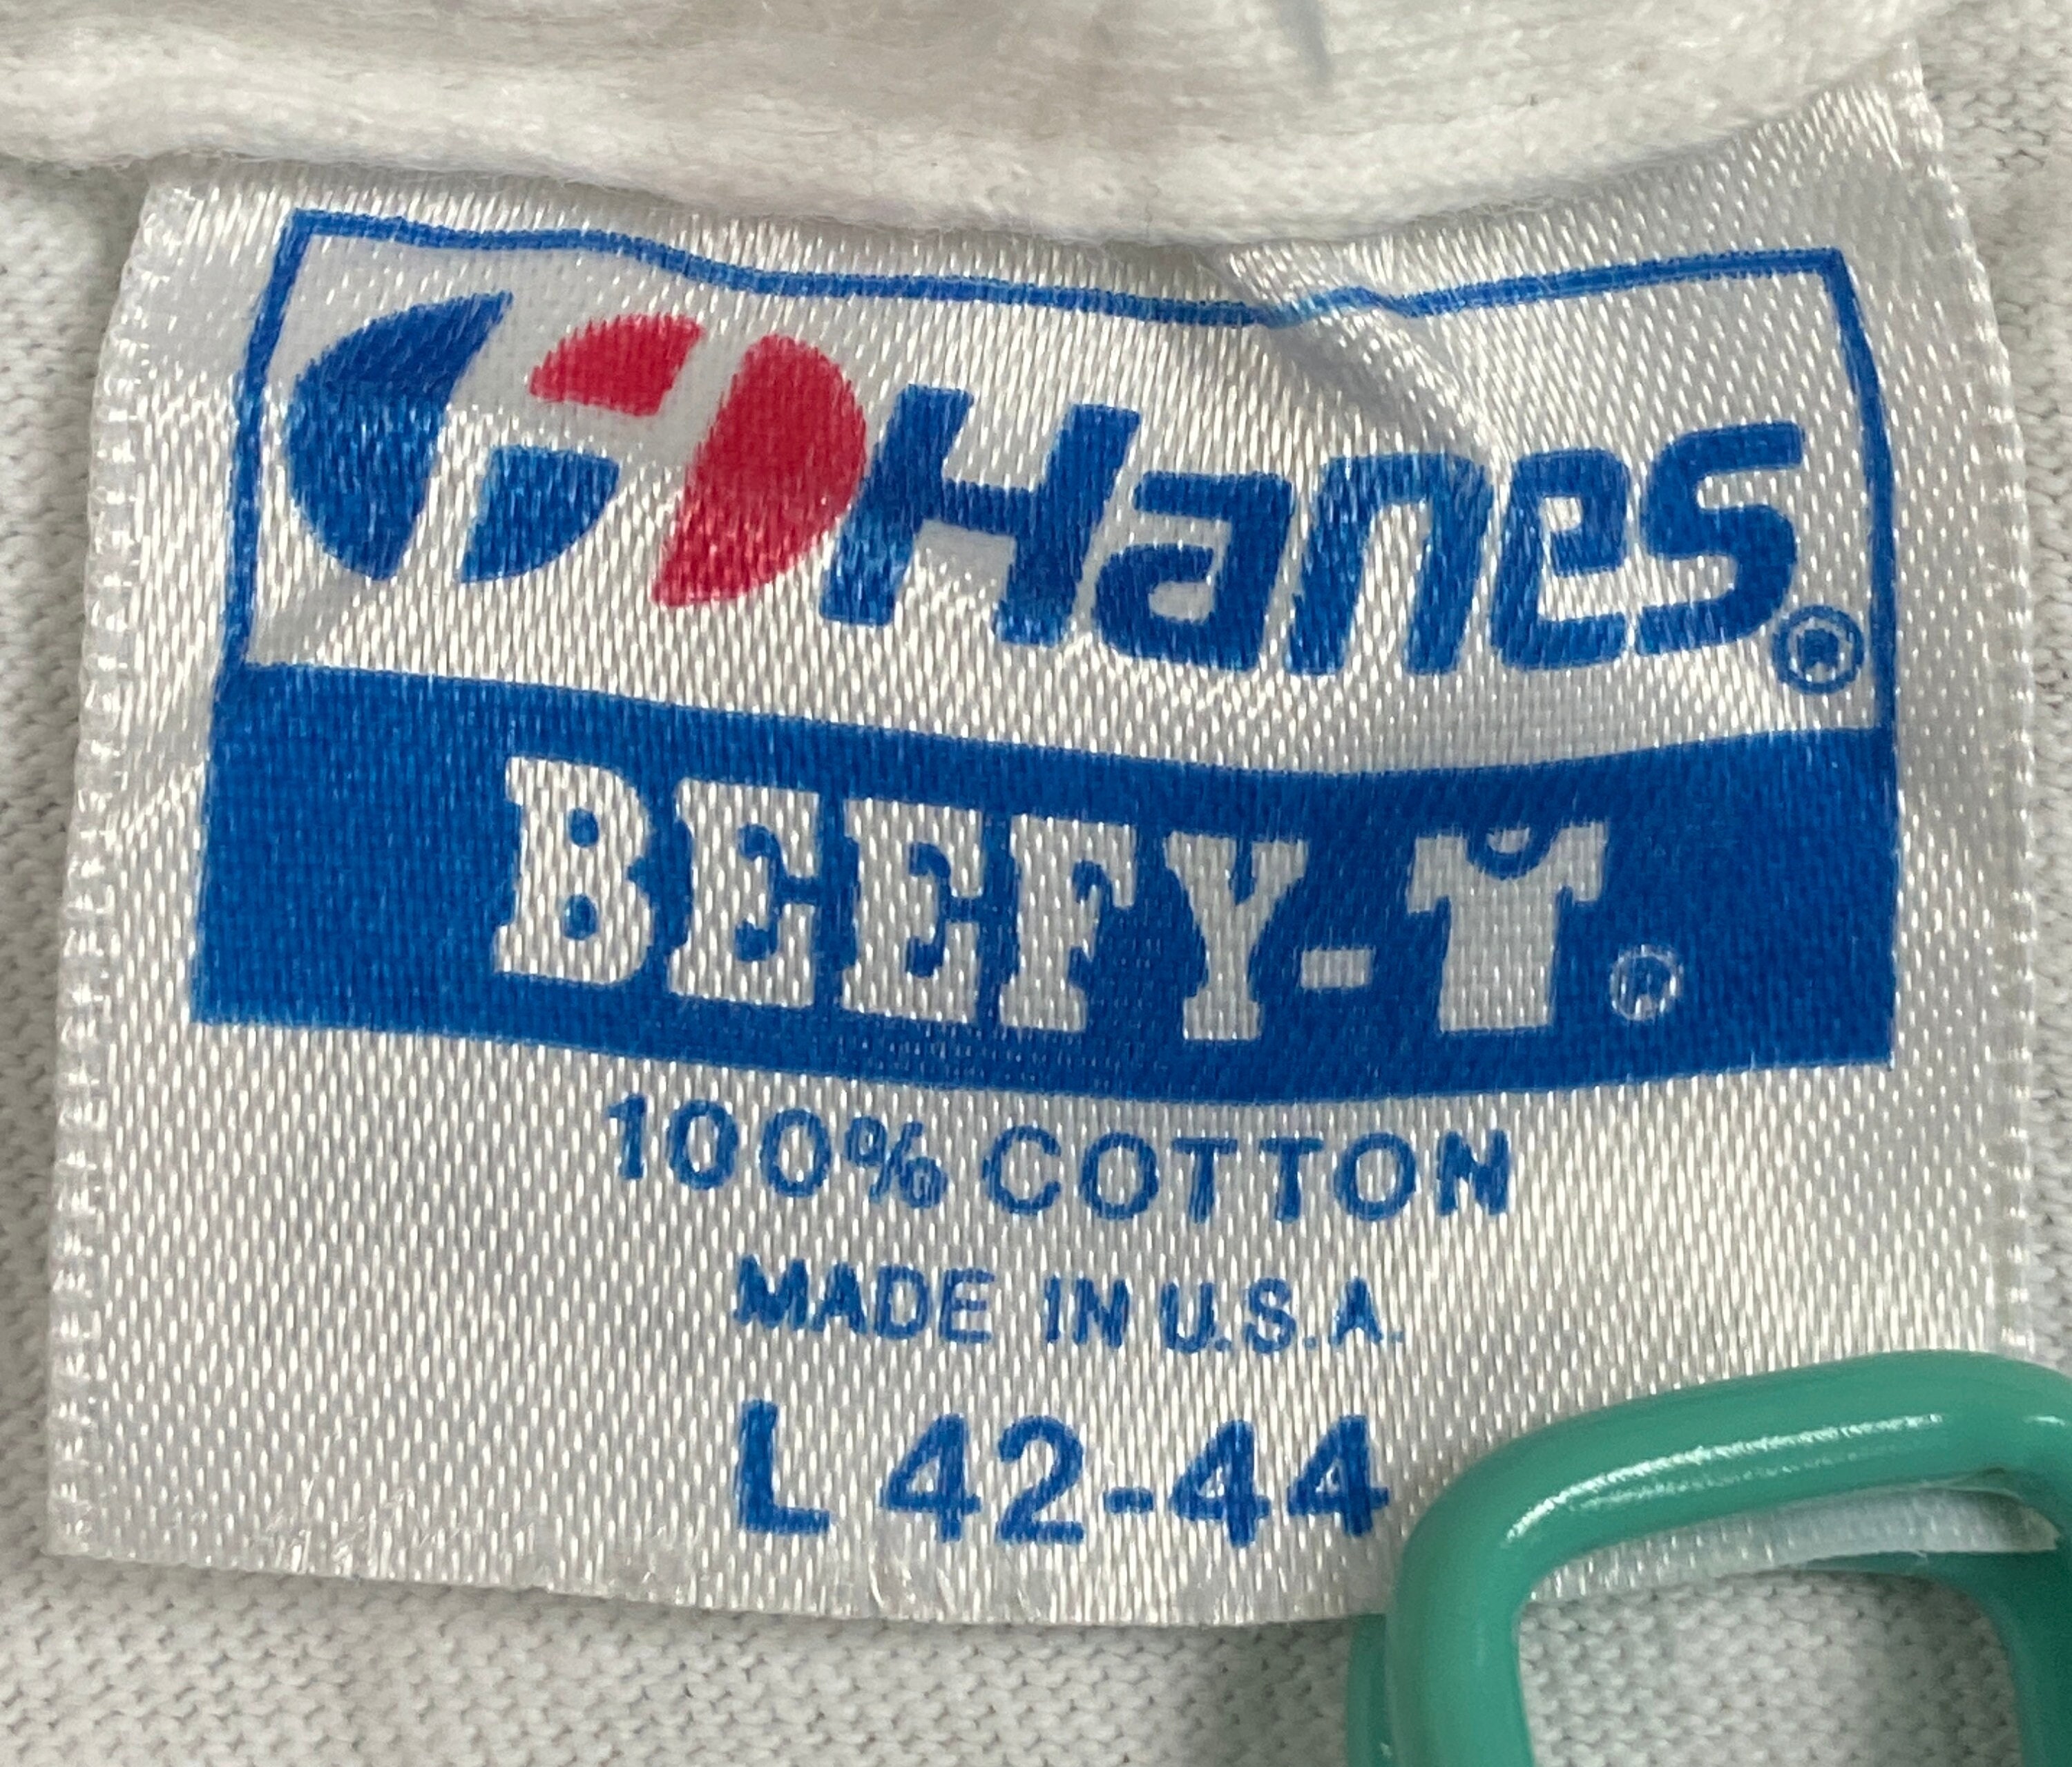 Hanes®
BEEFY-T®
100% COTTON
MADE IN U.S.A.
L 42-44